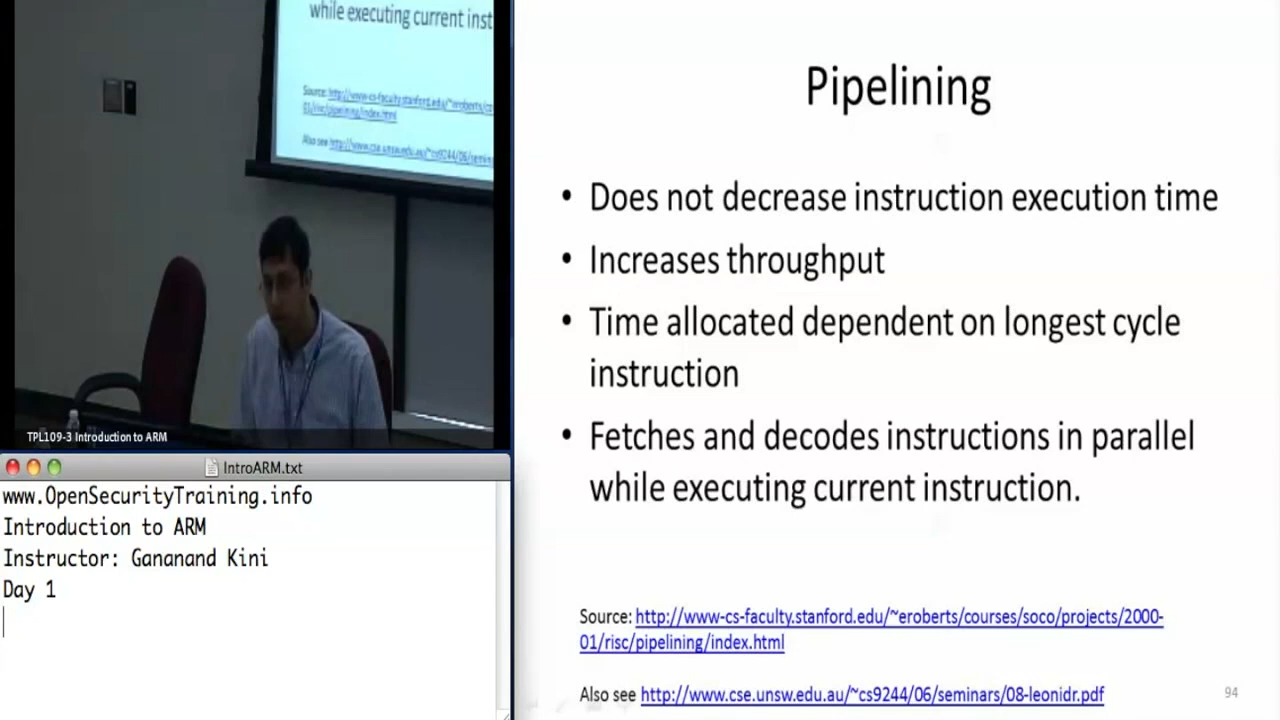 while executing current inst
Source: http://www-cs-faculty.stanford.edu/~eroberts/co
01/risc/pipelining/index.html
Also see http://www.cse.unsw.edu.au/~cs9244/06/semin
TPL109-3 Introduction to ARM
IntroARM.txt
www.OpenSecurityTraining.info
Introduction to ARM
Instructor: Gananand Kini
Day 1
Pipelining
• Does not decrease instruction execution time
• Increases throughput
• Time allocated dependent on longest cycle
instruction
• Fetches and decodes instructions in parallel
while executing current instruction.
Source: http://www-cs-faculty.stanford.edu/~eroberts/courses/soco/projects/2000-
01/risc/pipelining/index.html
Also see http://www.cse.unsw.edu.au/~cs9244/06/seminars/08-leonidr.pdf
94